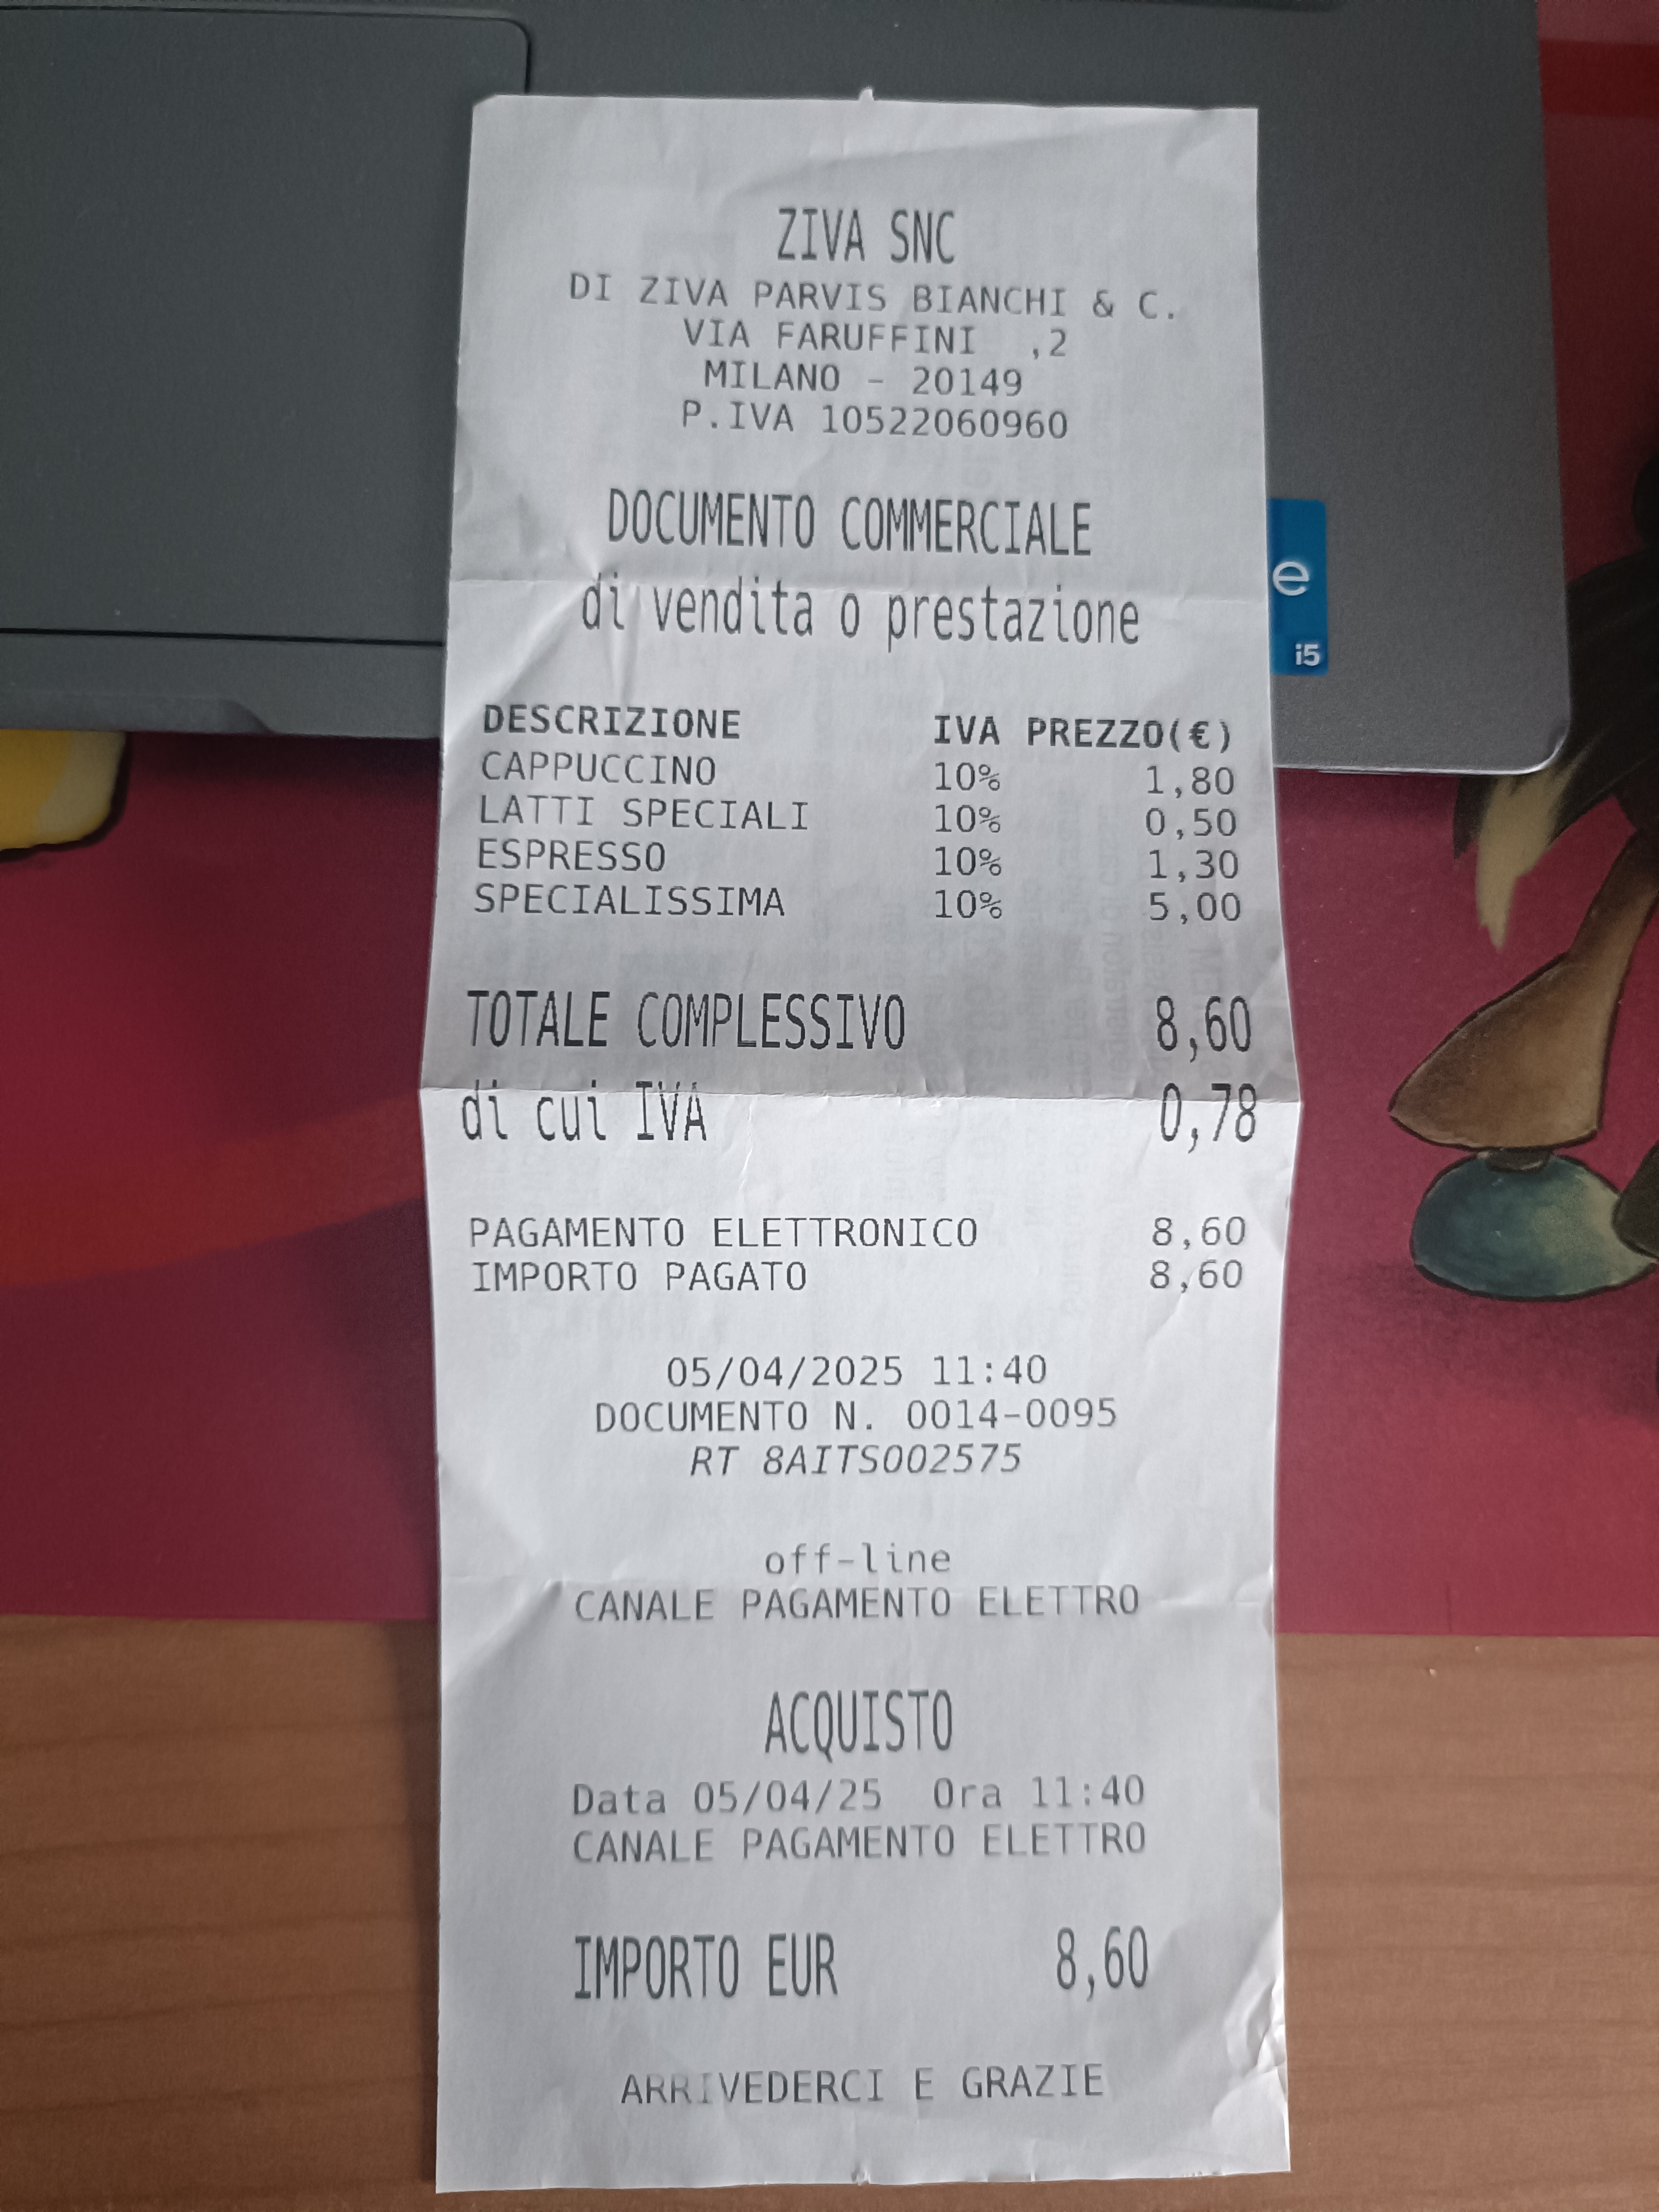 ZIVA SNC
DI ZIVA PARVIS BIANCHI & C.
VIA FARUFFINI ,2
MILANO - 20149
P.IVA 10522060960
DOCUMENTO COMMERCIALE
di vendita o prestazione
DESCRIZIONE IVA PREZZO(€)
CAPPUCCINO 10% 1,80
LATTI SPECIALI 10% 0,50
ESPRESSO 10% 1,30
SPECIALISSIMA 10% 5,00
TOTALE COMPLESSIVO 8,60
di cui IVA 0,78
PAGAMENTO ELETTRONICO 8,60
IMPORTO PAGATO 8,60
05/04/2025 11:40
DOCUMENTO N. 0014-0095
RT 8AITS002575
off-line
CANALE PAGAMENTO ELETTRO
ACQUISTO
Data 05/04/25 Ora 11:40
CANALE PAGAMENTO ELETTRO
IMPORTO EUR 8,60
ARRIVEDERCI E GRAZIE
e
i5